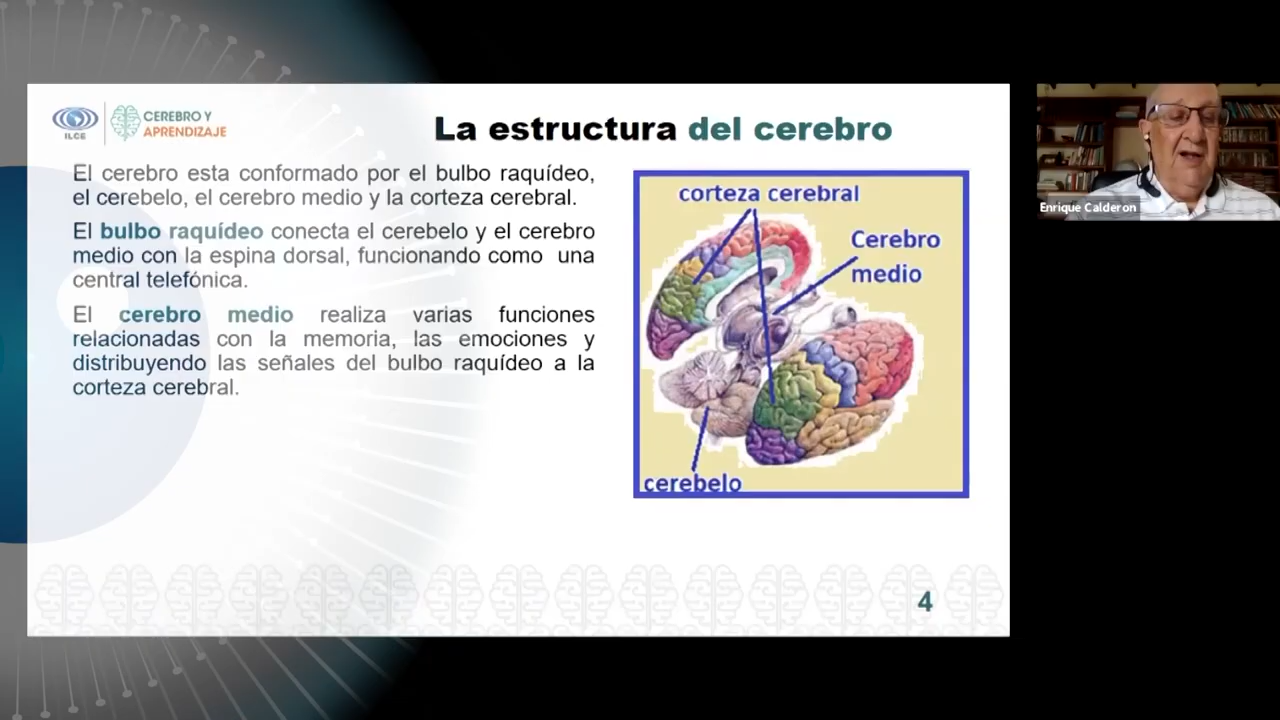 ILCE
CEREBRO Y
APRENDIZAJE
La estructura del cerebro
El cerebro esta conformado por el bulbo raquídeo,
el cerebelo, el cerebro medio y la corteza cerebral.
El bulbo raquídeo conecta el cerebelo y el cerebro
medio con la espina dorsal, funcionando como una
central telefónica.
El cerebro medio realiza varias funciones
relacionadas con la memoria, las emociones y
distribuyendo las señales del bulbo raquídeo a la
corteza cerebral.
corteza cerebral
Cerebro
medio
cerebelo
4
Enrique Calderon